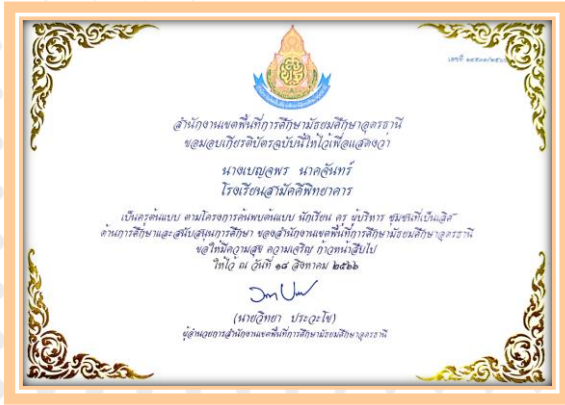 สำนักงานเขตพื้นที่การศึกษามัธยมศึกษาอุดรธานี
ขอมอบเกียรติบัตรฉบับนี้ให้ไว้เพื่อแสดงว่า
นางเบญจพร นาคจันทร์
โรงเรียนสามัคคีพิทยาคาร
เป็นครูต้นแบบ ตามโครงการค้นพบต้นแบบ นักเรียน ครู ผู้บริหาร ชุมชนที่เป็นเลิศ
ด้านการศึกษาและสนับสนุนการศึกษา ของสำนักงานเขตพื้นที่การศึกษามัธยมศึกษาอุดรธานี
ขอให้มีความสุข ความเจริญ ก้าวหน้าสืบไป
ให้ไว้ ณ วันที่ ๑๘ สิงหาคม ๒๕๖๖
(นายวิทยา ประวะโข)
ผู้อำนวยการสำนักงานเขตพื้นที่การศึกษามัธยมศึกษาอุดรธานี